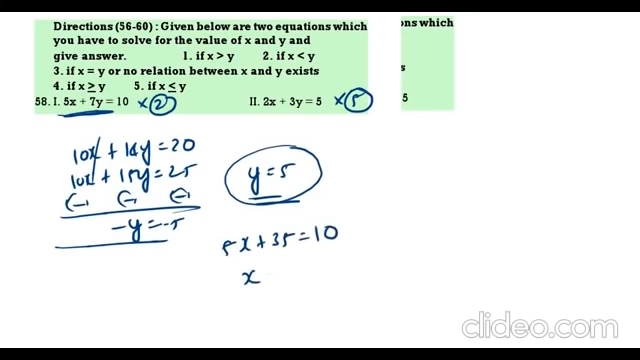 Directions (56-60) : Given below are two equations which
you have to solve for the value of x and y and
give answer. 1. if x > y 2. if x < y
3. if x = y or no relation between x and y exists
4. if x ≥ y 5. if x ≤ y
58. I. 5x + 7y = 10 ×2 II. 2x + 3y = 5 ×5
ons which
s
5
10x + 14y = 20
10x + 15y = 25
(-) (-) (-)
-y = -5
y = 5
5x + 35 = 10
x
clideo.com